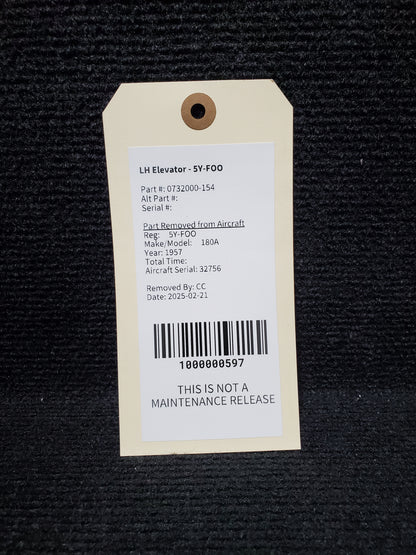 LH Elevator - 5Y-FOO
Part #: 0732000-154
Alt Part #:
Serial #:
Part Removed from Aircraft
Reg: 5Y-FOO
Make/Model: 180A
Year: 1957
Total Time:
Aircraft Serial: 32756
Removed By: CC
Date: 2025-02-21
1000000597
THIS IS NOT A
MAINTENANCE RELEASE